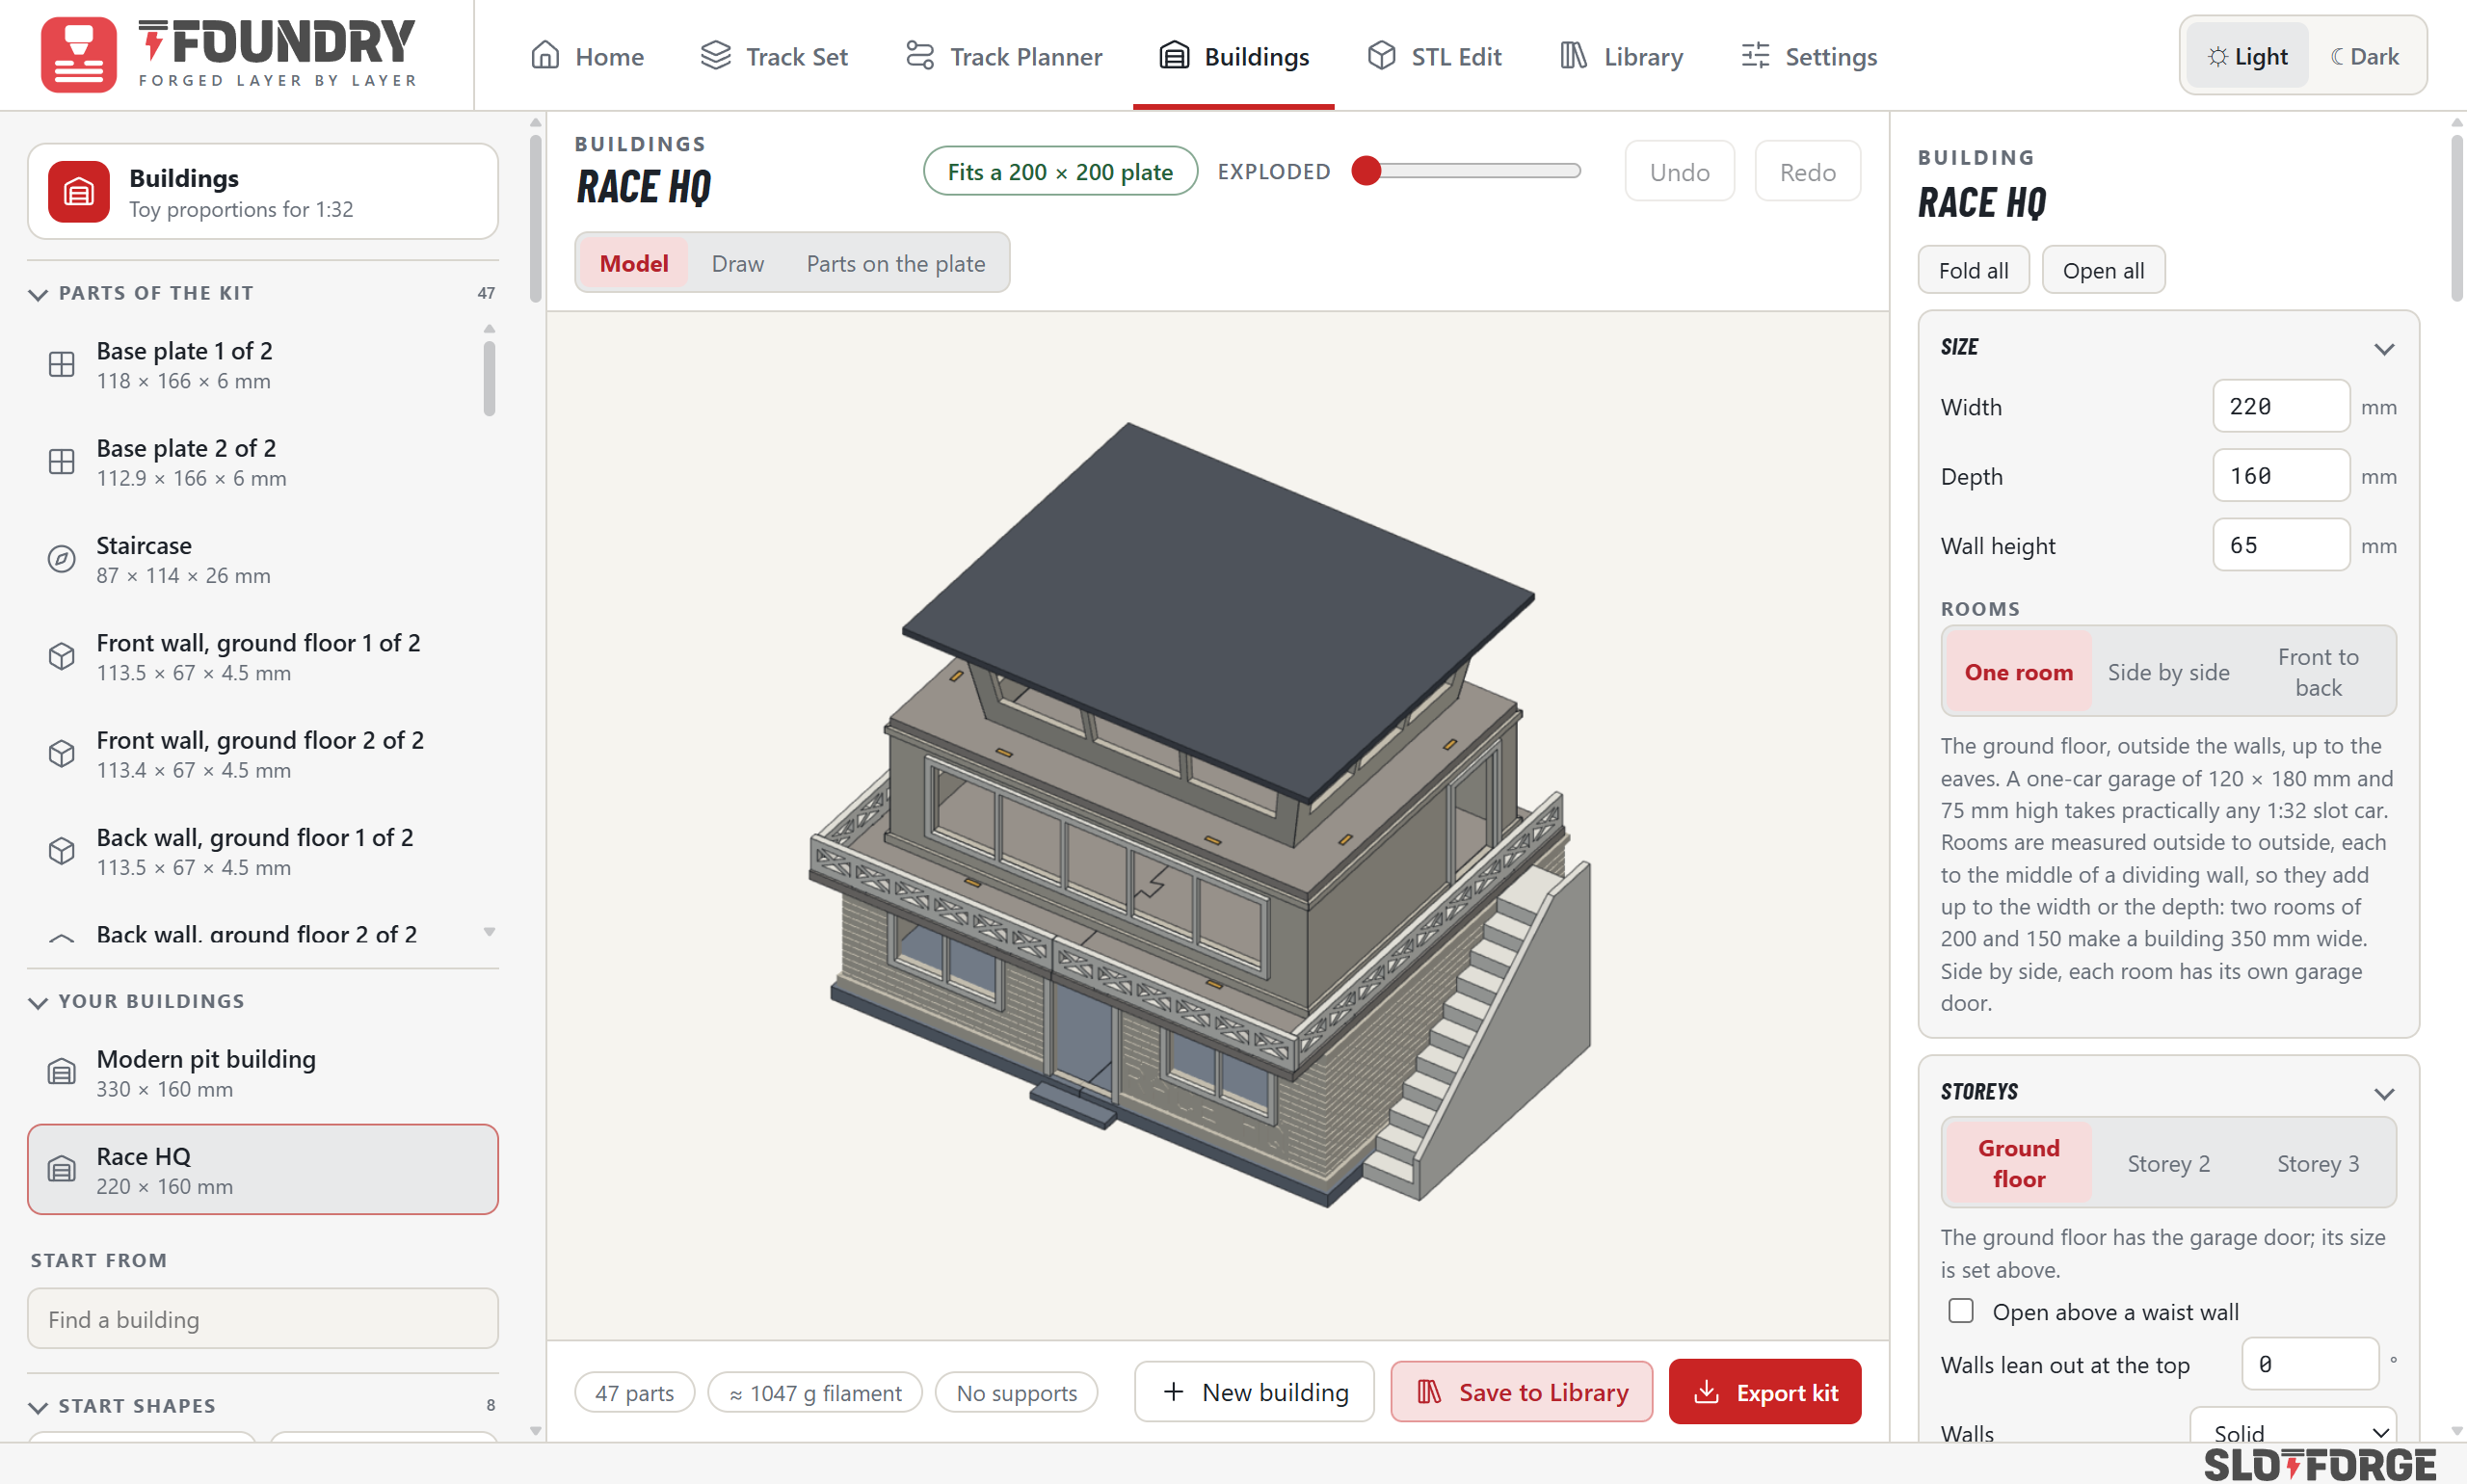 FOUNDRY
FORGED LAYER BY LAYER
Home
Track Set
Track Planner
Buildings
STL Edit
Library
Settings
Light
Dark
Buildings
Toy proportions for 1:32
PARTS OF THE KIT
47
Base plate 1 of 2
118 × 166 × 6 mm
Base plate 2 of 2
112.9 × 166 × 6 mm
Staircase
87 × 114 × 26 mm
Front wall, ground floor 1 of 2
113.5 × 67 × 4.5 mm
Front wall, ground floor 2 of 2
113.4 × 67 × 4.5 mm
Back wall, ground floor 1 of 2
113.5 × 67 × 4.5 mm
Back wall, ground floor 2 of 2
YOUR BUILDINGS
Modern pit building
330 × 160 mm
Race HQ
220 × 160 mm
START FROM
Find a building
START SHAPES
8
BUILDINGS
RACE HQ
Fits a 200 × 200 plate
EXPLODED
Undo
Redo
Model
Draw
Parts on the plate
47 parts
≈ 1047 g filament
No supports
New building
Save to Library
Export kit
BUILDING
RACE HQ
Fold all
Open all
SIZE
Width
220
mm
Depth
160
mm
Wall height
65
mm
ROOMS
One room
Side by side
Front to
back
The ground floor, outside the walls, up to the
eaves. A one-car garage of 120 × 180 mm and
75 mm high takes practically any 1:32 slot car.
Rooms are measured outside to outside, each
to the middle of a dividing wall, so they add
up to the width or the depth: two rooms of
200 and 150 make a building 350 mm wide.
Side by side, each room has its own garage
door.
STOREYS
Ground
floor
Storey 2
Storey 3
The ground floor has the garage door; its size
is set above.
Open above a waist wall
Walls lean out at the top
0
°
Walls
Solid
SLOTFORGE